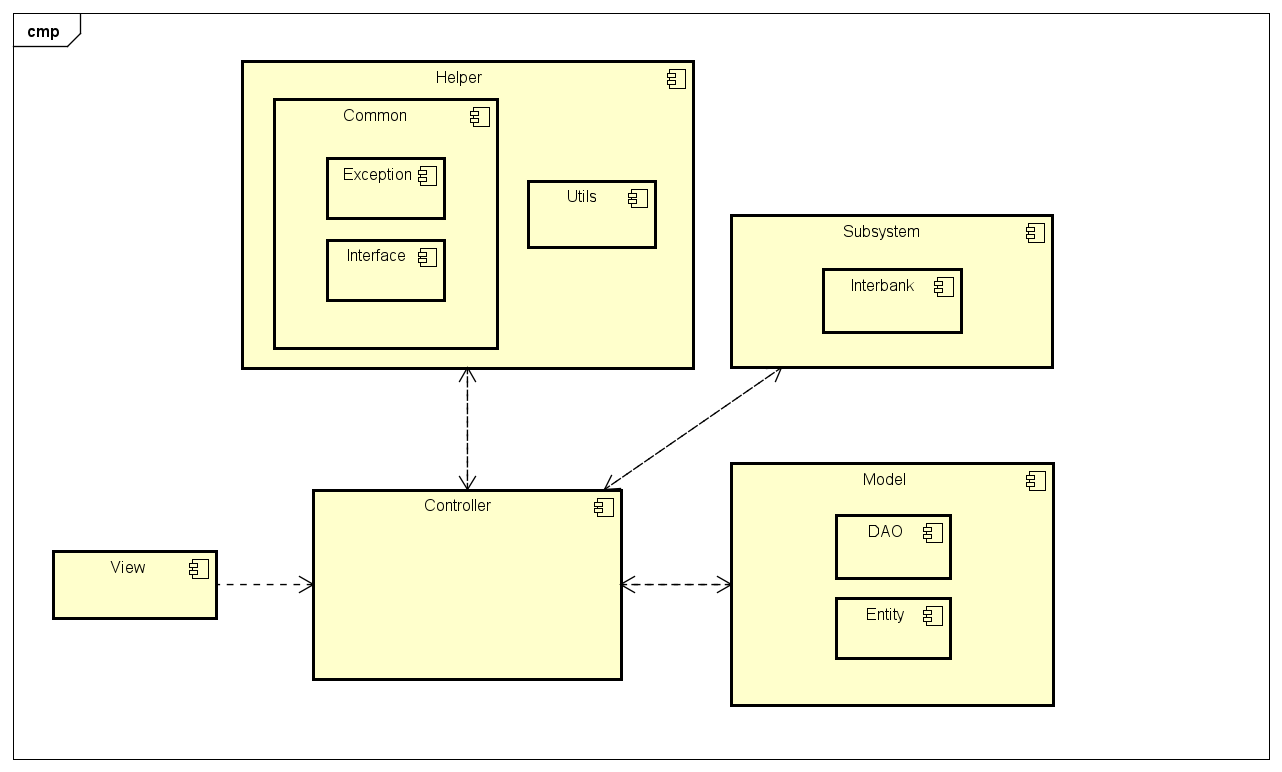 cmp
Helper
Common
Exception
Interface
Utils
Subsystem
Interbank
Controller
View
Model
DAO
Entity